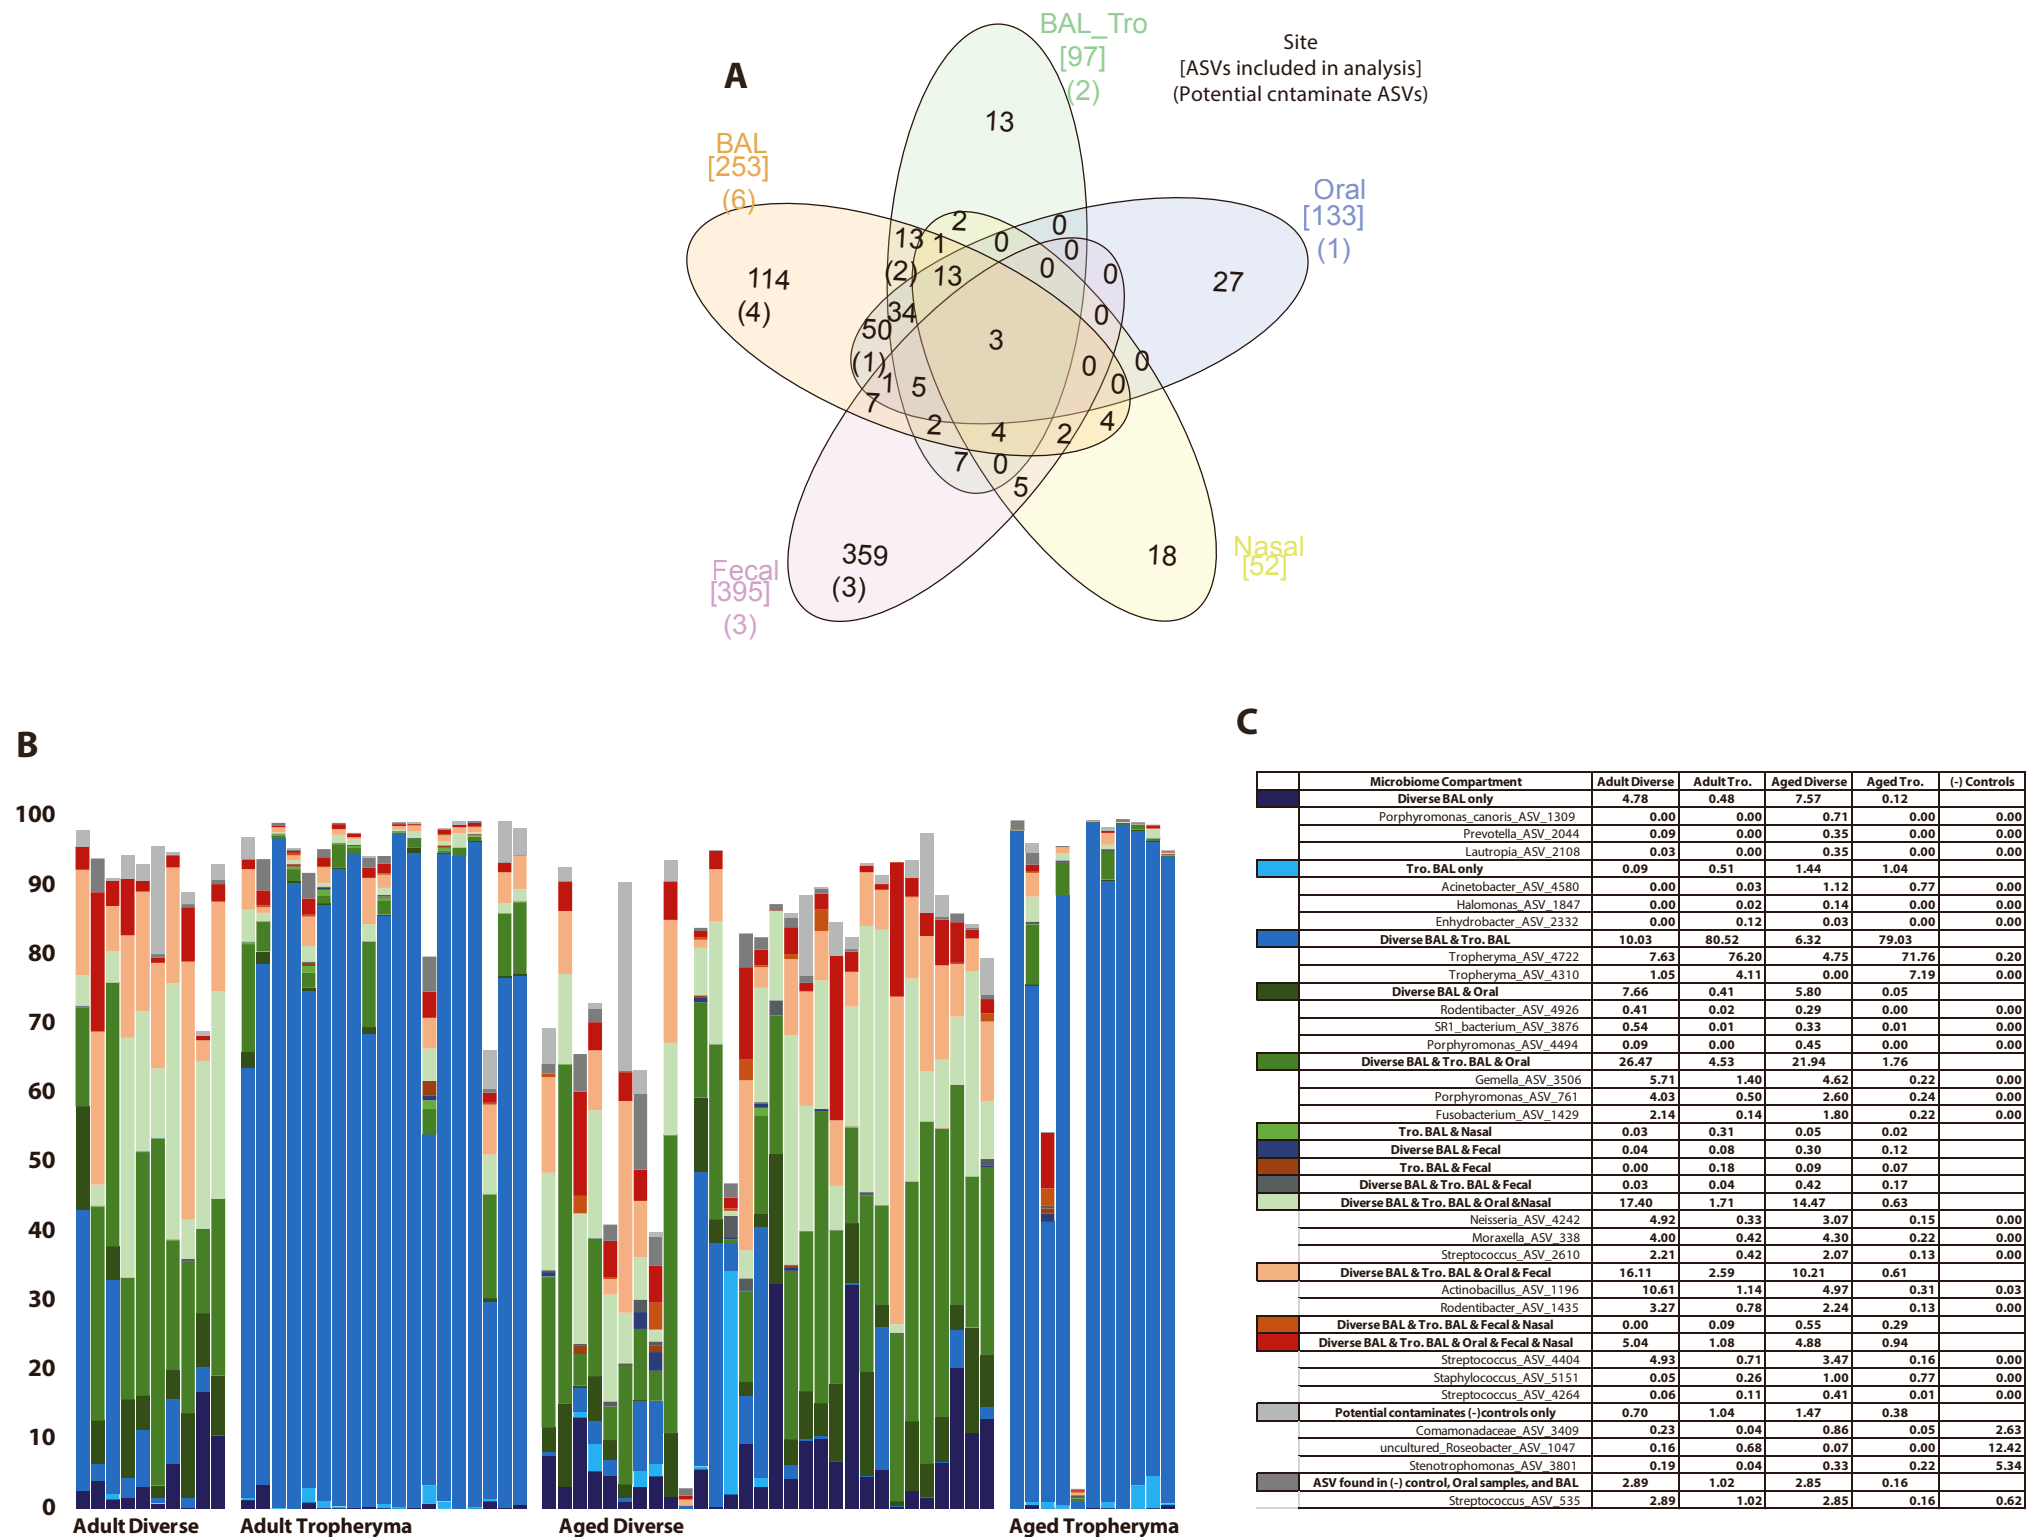 A
BAL_Tro
[97]
(2)
Site
[ASVs included in analysis]
(Potential cntaminate ASVs)
BAL
[253]
(6)
Oral
[133]
(1)
13
2
0
13
1
0
0
(2)
13
0
0
114
(4)
27
34
50
0
(1)
3
0
0
1
5
0
7
2
4
2
4
7
0
5
359
(3)
18
Fecal
[395]
(3)
Nasal
[52]
B
100
90
80
70
60
50
40
30
20
10
0
Adult Diverse Adult Tropheryma Aged Diverse Aged Tropheryma
C
Microbiome Compartment Adult Diverse Adult Tro. Aged Diverse Aged Tro. (-) Controls
Diverse BAL only 4.78 0.48 7.57 0.12
Porphyromonas_canoris_ASV_1309 0.00 0.00 0.71 0.00 0.00
Prevotella_ASV_2044 0.09 0.00 0.35 0.00 0.00
Lautropia_ASV_2108 0.03 0.00 0.35 0.00 0.00
Tro. BAL only 0.09 0.51 1.44 1.04
Acinetobacter_ASV_4580 0.00 0.03 1.12 0.77 0.00
Halomonas_ASV_1847 0.00 0.02 0.14 0.00 0.00
Enhydrobacter_ASV_2332 0.00 0.12 0.03 0.00 0.00
Diverse BAL & Tro. BAL 10.03 80.52 6.32 79.03
Tropheryma_ASV_4722 7.63 76.20 4.75 71.76 0.20
Tropheryma_ASV_4310 1.05 4.11 0.00 7.19 0.00
Diverse BAL & Oral 7.66 0.41 5.80 0.05
Rodentibacter_ASV_4926 0.41 0.02 0.29 0.00 0.00
SR1_bacterium_ASV_3876 0.54 0.01 0.33 0.01 0.00
Porphyromonas_ASV_4494 0.09 0.00 0.45 0.00 0.00
Diverse BAL & Tro. BAL & Oral 26.47 4.53 21.94 1.76
Gemella_ASV_3506 5.71 1.40 4.62 0.22 0.00
Porphyromonas_ASV_761 4.03 0.50 2.60 0.24 0.00
Fusobacterium_ASV_1429 2.14 0.14 1.80 0.22 0.00
Tro. BAL & Nasal 0.03 0.31 0.05 0.02
Diverse BAL & Fecal 0.04 0.08 0.30 0.12
Tro. BAL & Fecal 0.00 0.18 0.09 0.07
Diverse BAL & Tro. BAL & Fecal 0.03 0.04 0.42 0.17
Diverse BAL & Tro. BAL & Oral &Nasal 17.40 1.71 14.47 0.63
Neisseria_ASV_4242 4.92 0.33 3.07 0.15 0.00
Moraxella_ASV_338 4.00 0.42 4.30 0.22 0.00
Streptococcus_ASV_2610 2.21 0.42 2.07 0.13 0.00
Diverse BAL & Tro. BAL & Oral & Fecal 16.11 2.59 10.21 0.61
Actinobacillus_ASV_1196 10.61 1.14 4.97 0.31 0.03
Rodentibacter_ASV_1435 3.27 0.78 2.24 0.13 0.00
Diverse BAL & Tro. BAL & Fecal & Nasal 0.00 0.09 0.55 0.29
Diverse BAL & Tro. BAL & Oral & Fecal & Nasal 5.04 1.08 4.88 0.94
Streptococcus_ASV_4404 4.93 0.71 3.47 0.16 0.00
Staphylococcus_ASV_5151 0.05 0.26 1.00 0.77 0.00
Streptococcus_ASV_4264 0.06 0.11 0.41 0.01 0.00
Potential contaminates (-)controls only 0.70 1.04 1.47 0.38
Comamonadaceae_ASV_3409 0.23 0.04 0.86 0.05 2.63
uncultured_Roseobacter_ASV_1047 0.16 0.68 0.07 0.00 12.42
Stenotrophomonas_ASV_3801 0.19 0.04 0.33 0.22 5.34
ASV found in (-) control, Oral samples, and BAL 2.89 1.02 2.85 0.16
Streptococcus_ASV_535 2.89 1.02 2.85 0.16 0.62